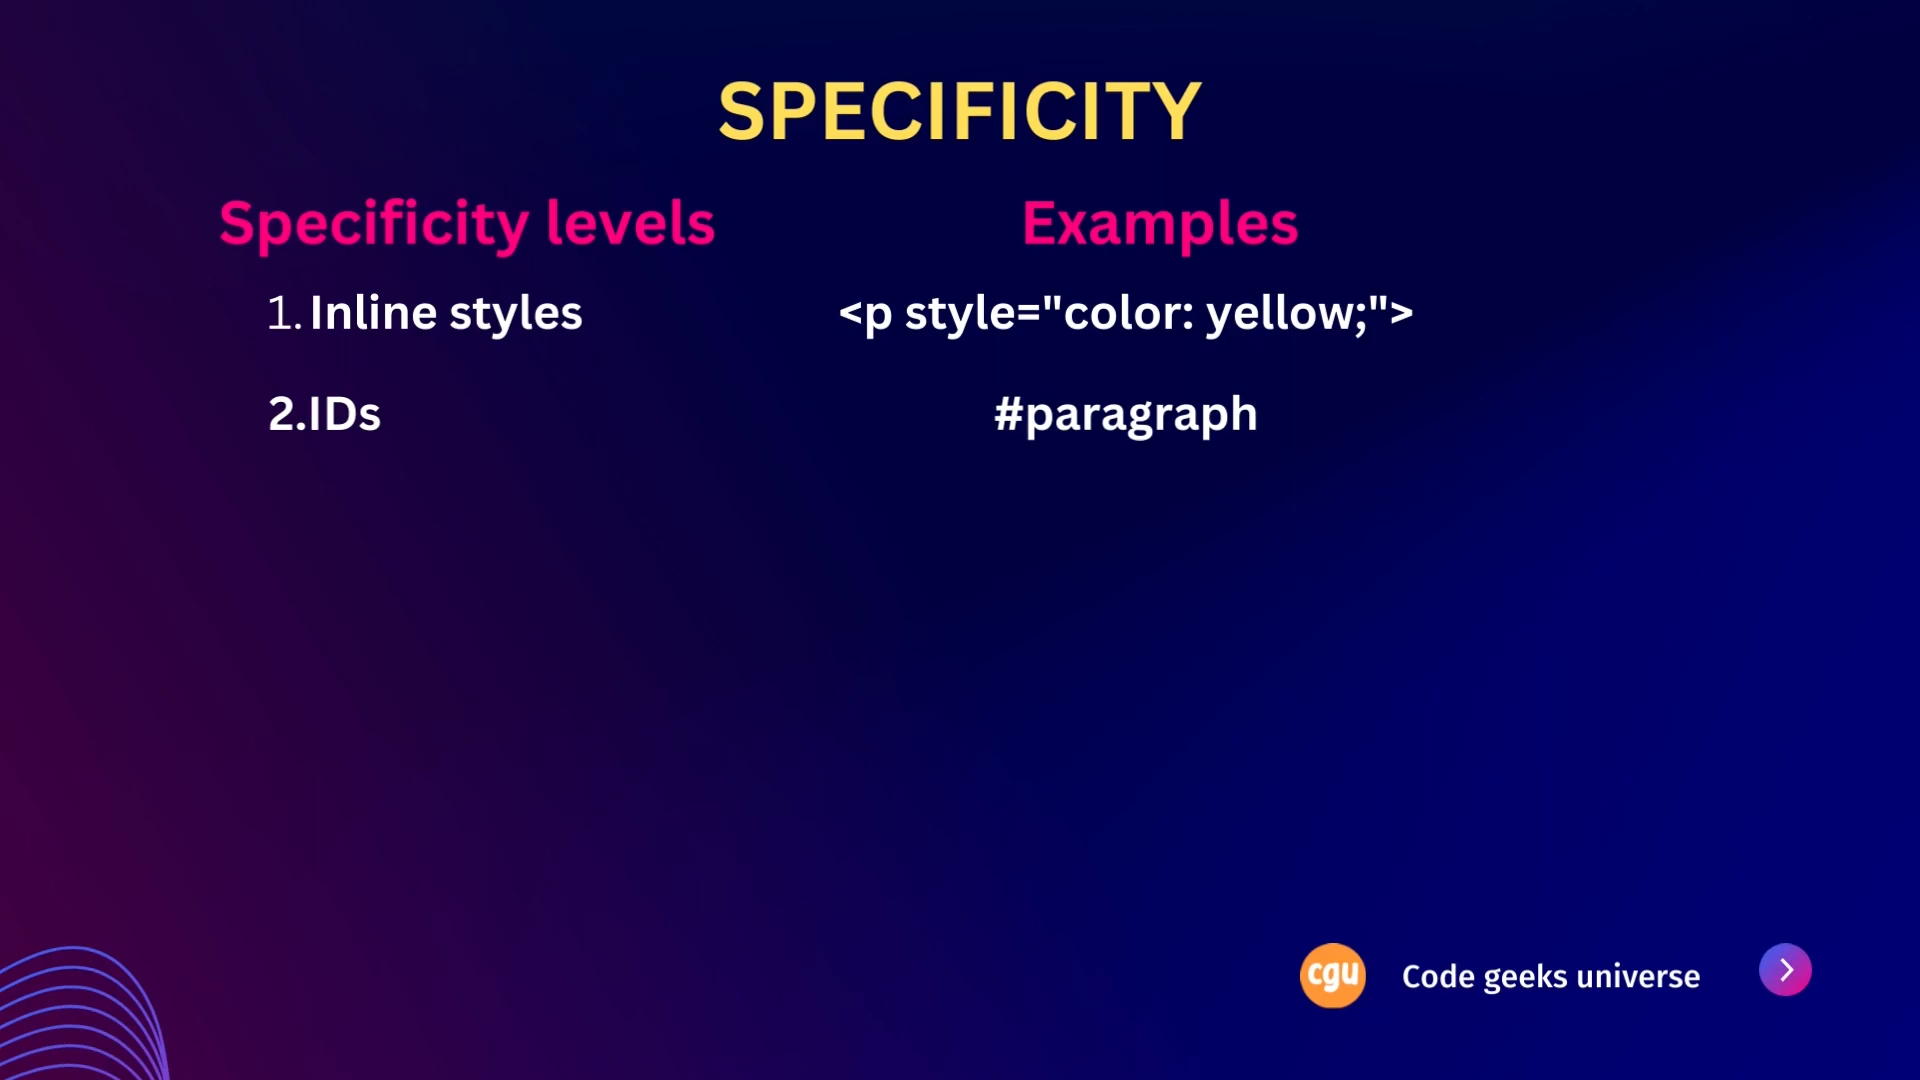 SPECIFICITY
Specificity levels Examples
1. Inline styles <p style="color: yellow;">
2.IDs #paragraph
cgu Code geeks universe